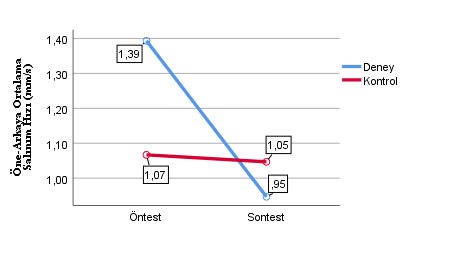 Öne-Arkaya Ortalama
Salınum Hızı (mm/s)
1,40
1,30
1,20
1,10
1,00
1,39
1,07
1,05
,95
Öntest
Sontest
Deney
Kontrol